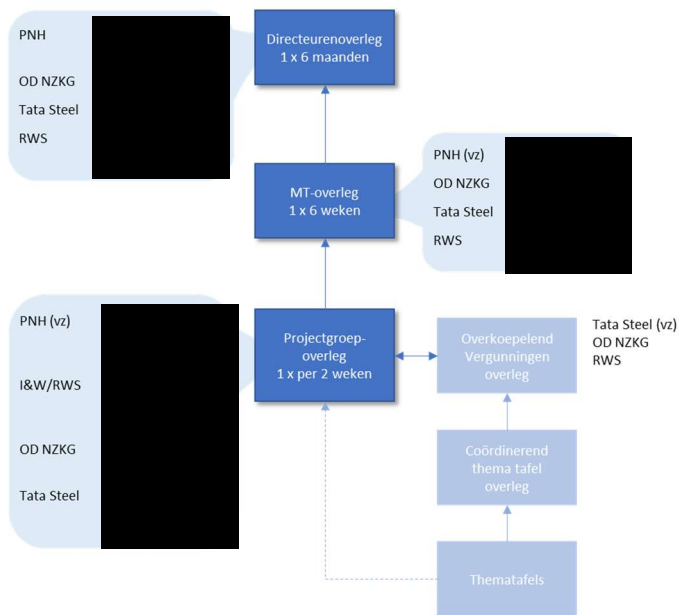 PNH
OD NZKG
Tata Steel
RWS
Directeurenoverleg
1 x 6 maanden
MT-overleg
1 x 6 weken
PNH (vz)
OD NZKG
Tata Steel
RWS
PNH (vz)
I&W/RWS
OD NZKG
Tata Steel
Projectgroep-
overleg
1 x per 2 weken
Overkoepelend
Vergunningen
overleg
Tata Steel (vz)
OD NZKG
RWS
Coördinerend
thema tafel
overleg
Thematafels